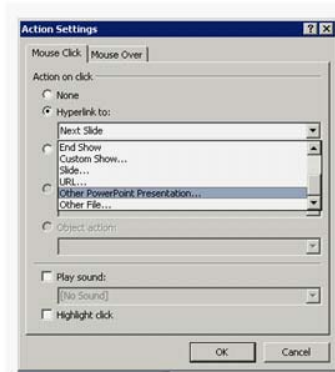 Action Settings
Mouse Click Mouse Over
Action on click
None
Hyperlink to:
Next Slide
End Show
Custom Show...
Slide...
URL...
Other PowerPoint Presentation...
Other File...
Object action:
Play sound:
[No Sound]
Highlight click
OK Cancel